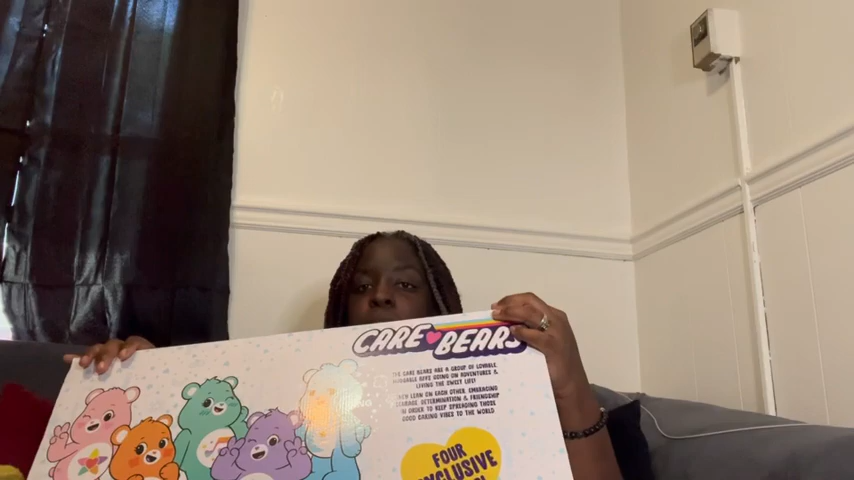 CARE BEARS
THE CARE BEARS ARE A GROUP OF LOVABLE,
HUGGABLE BFFS GOING ON ADVENTURES &
LIVING THE SWEET LIFE!
LEAN ON EACH OTHER, EMBRACING
COURAGE DETERMINATION & FRIENDSHIP
IN ORDER TO KEEP SPREADING THOSE
GOOD CARING VIBES TO THE WORLD
FOUR
EXCLUSIVE